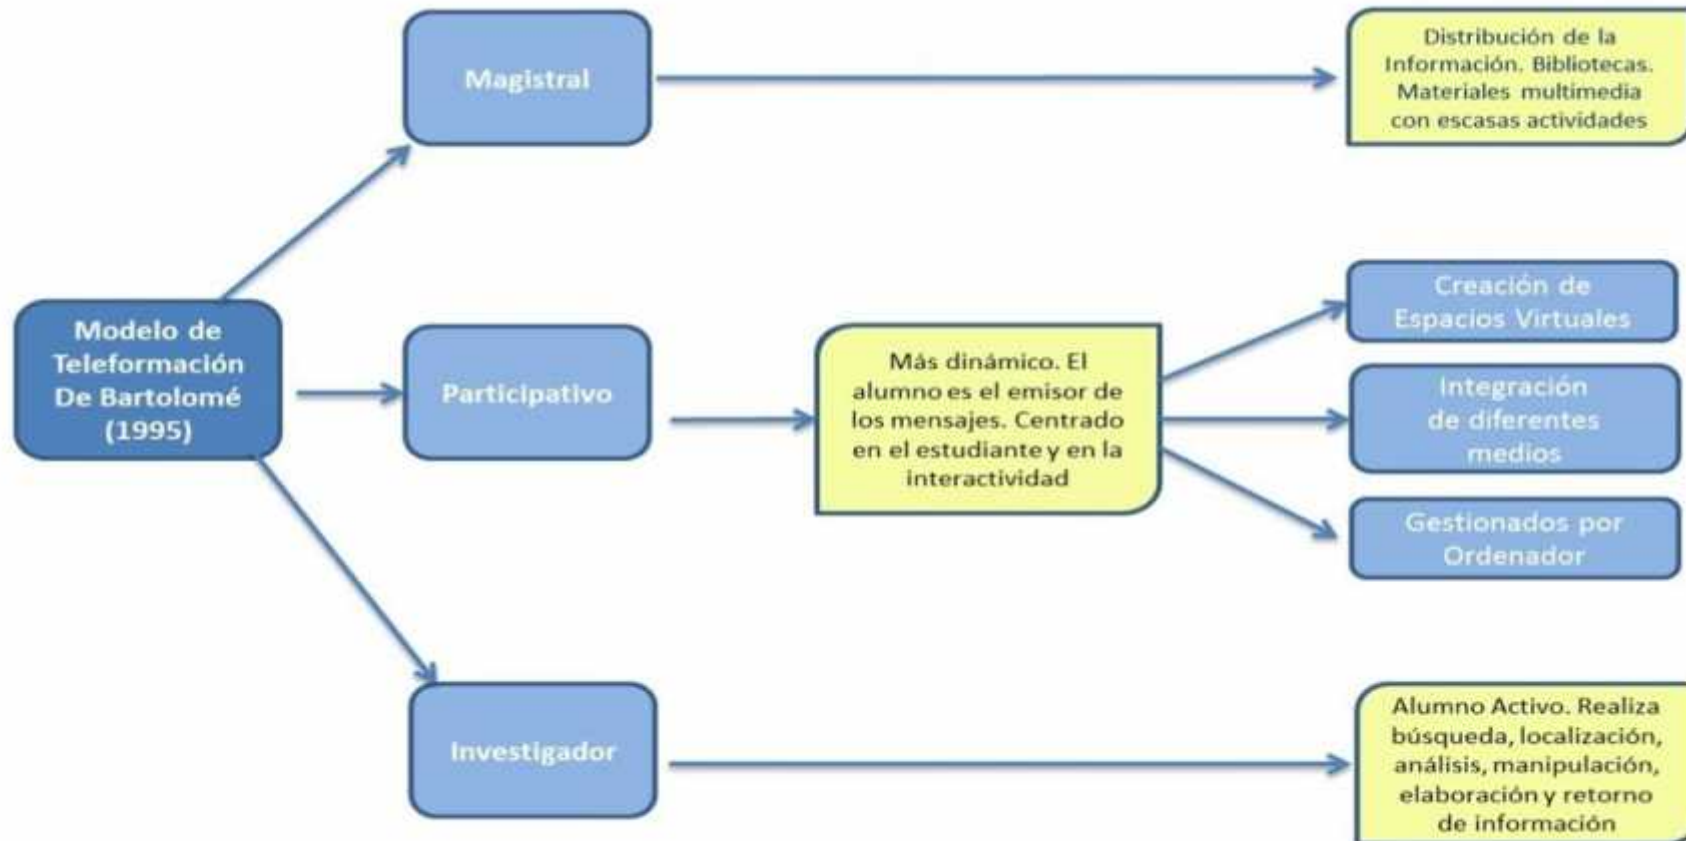 Magistral
Distribución de la
Información. Bibliotecas.
Materiales multimedia
con escasas actividades
Modelo de
Teleformación
De Bartolomé
(1995)
Participativo
Más dinámico. El
alumno es el emisor de
los mensajes. Centrado
en el estudiante y en la
interactividad
Creación de
Espacios Virtuales
Integración
de diferentes
medios
Gestionados por
Ordenador
Investigador
Alumno Activo. Realiza
búsqueda, localización,
análisis, manipulación,
elaboración y retorno
de información